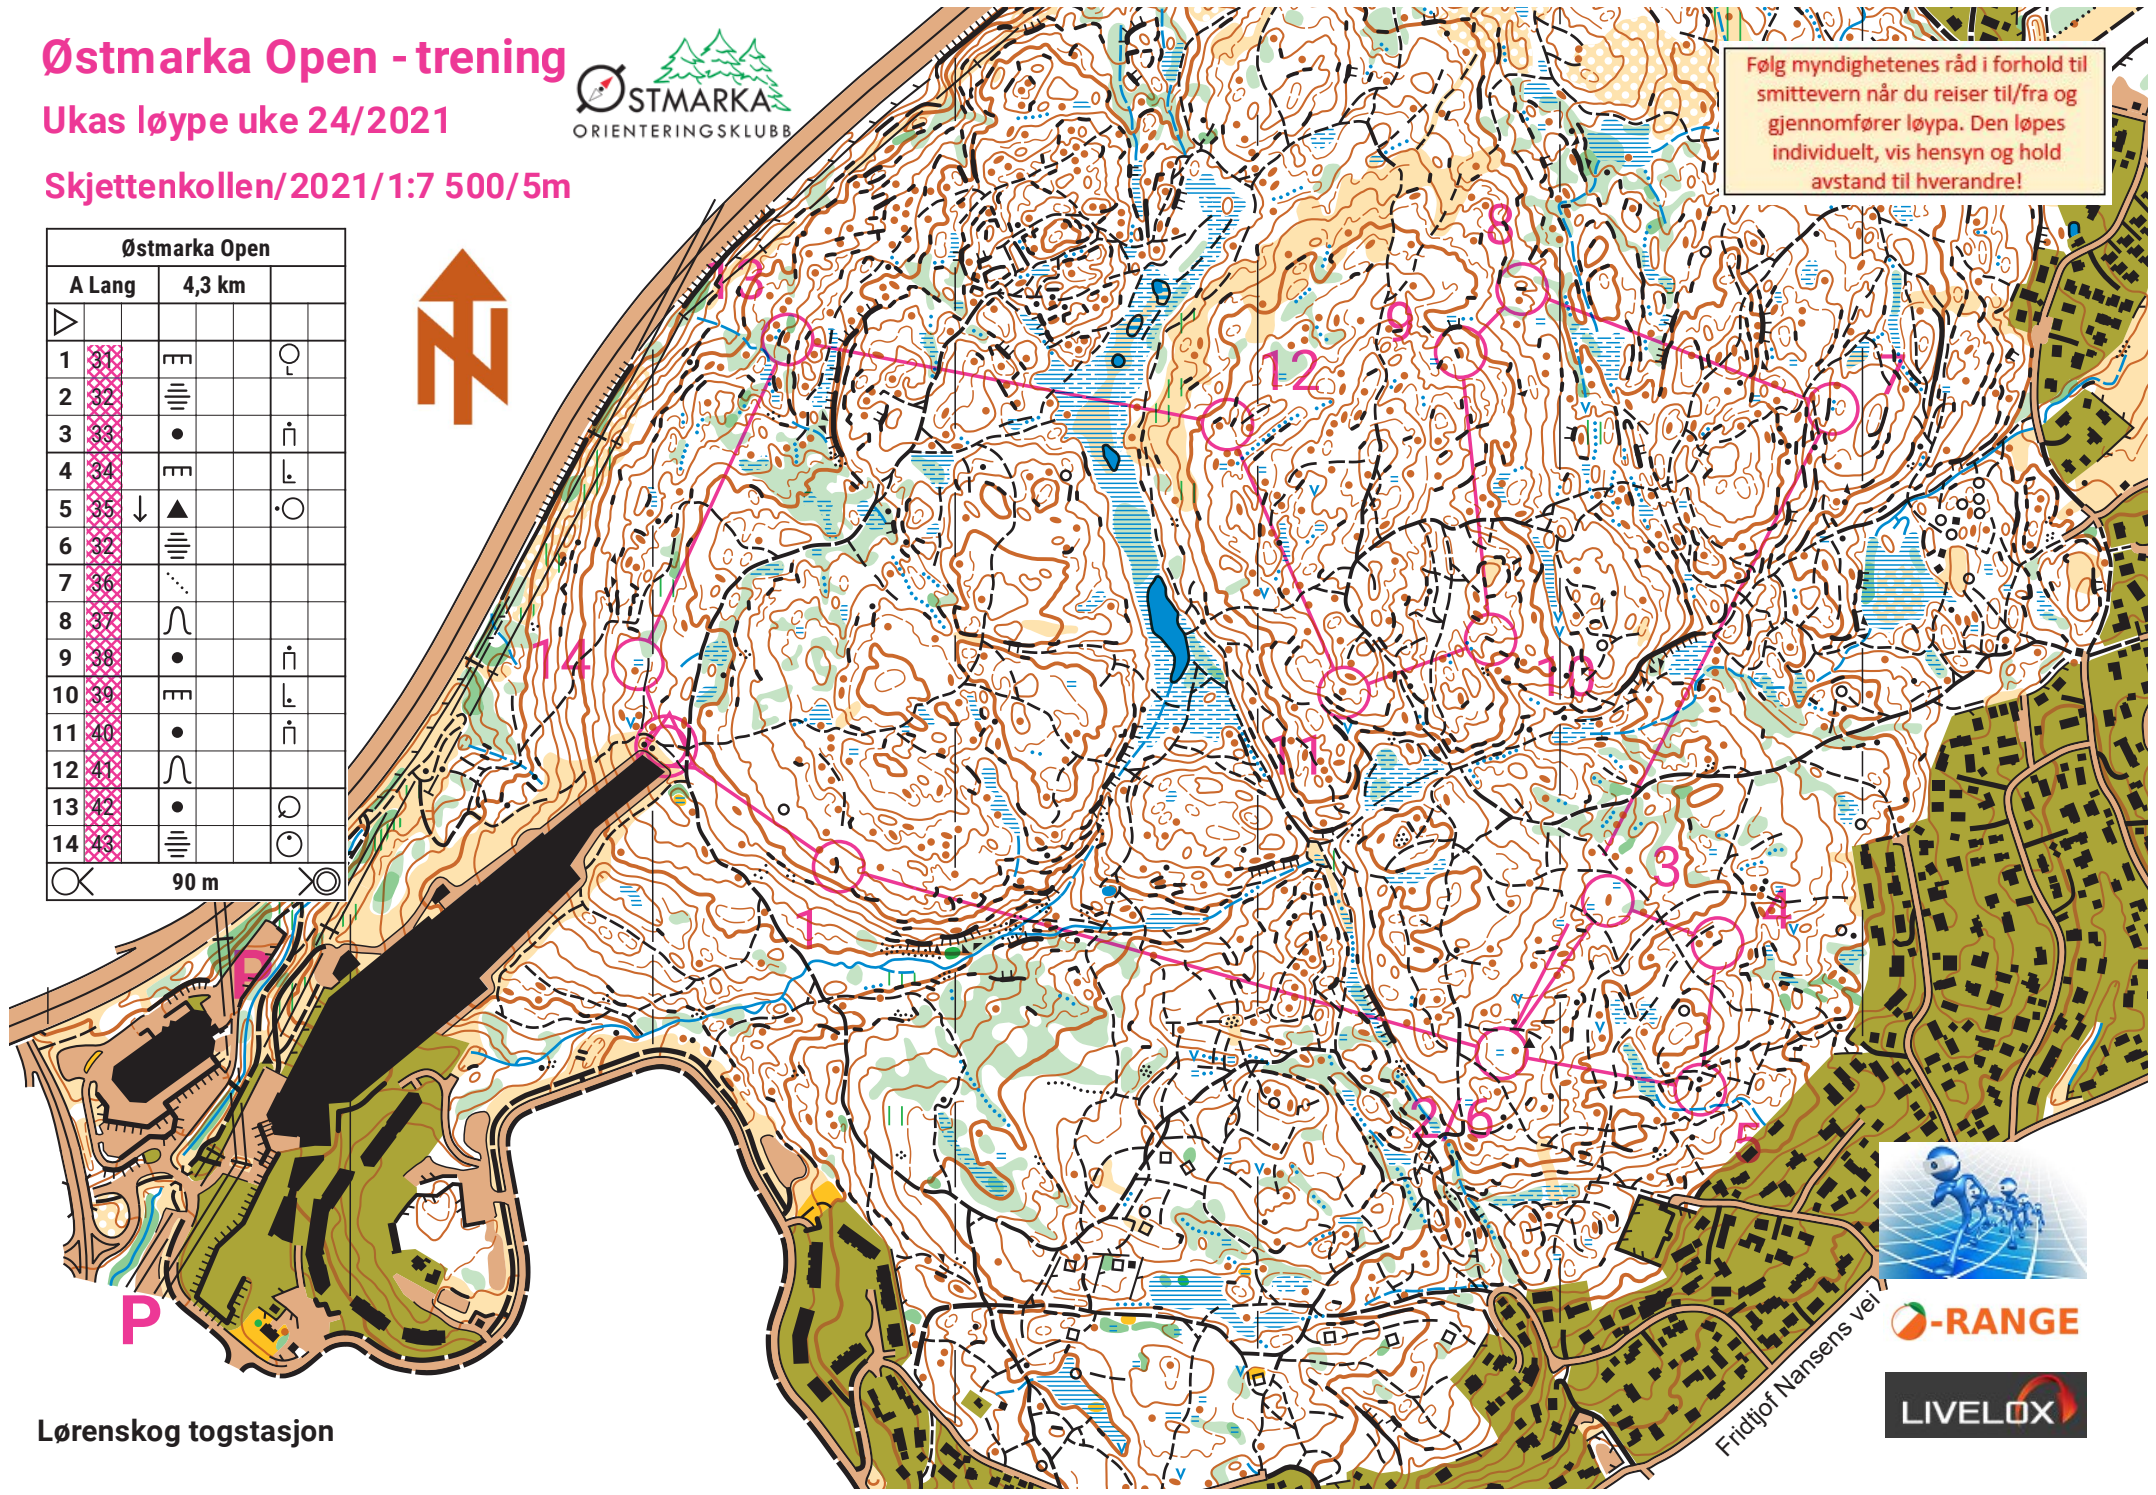 Østmarka Open - trening
Ukas løype uke 24/2021
Skjettenkollen/2021/1:7 500/5m
ØSTMARKA
ORIENTERINGSKLUBB
Følg myndighetenes råd i forhold til
smittevern når du reiser til/fra og
gjennomfører løypa. Den løpes
individuelt, vis hensyn og hold
avstand til hverandre!
Østmarka Open
A Lang 4,3 km
1 31
2 32
3 33
4 34
5 35
6 32
7 36
8 37
9 38
10 39
11 40
12 41
13 42
14 43
90 m
N
13
8
9
12
7
14
10
11
3
4
1
2/6
5
P
P
Lørenskog togstasjon
Fridtjof Nansens vei
O-RANGE
LIVELOX